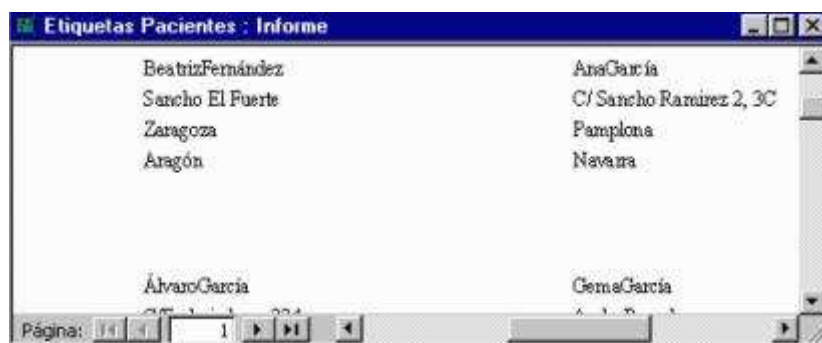 Etiquetas Pacientes : Informe
BeatrizFernández
Sancho El Fuerte
Zaragoza
Aragón
AnaGarcía
C/ Sancho Ramirez 2, 3C
Pamplona
Navarra
ÁlvaroGarcía
GemaGarcía
Página: 1